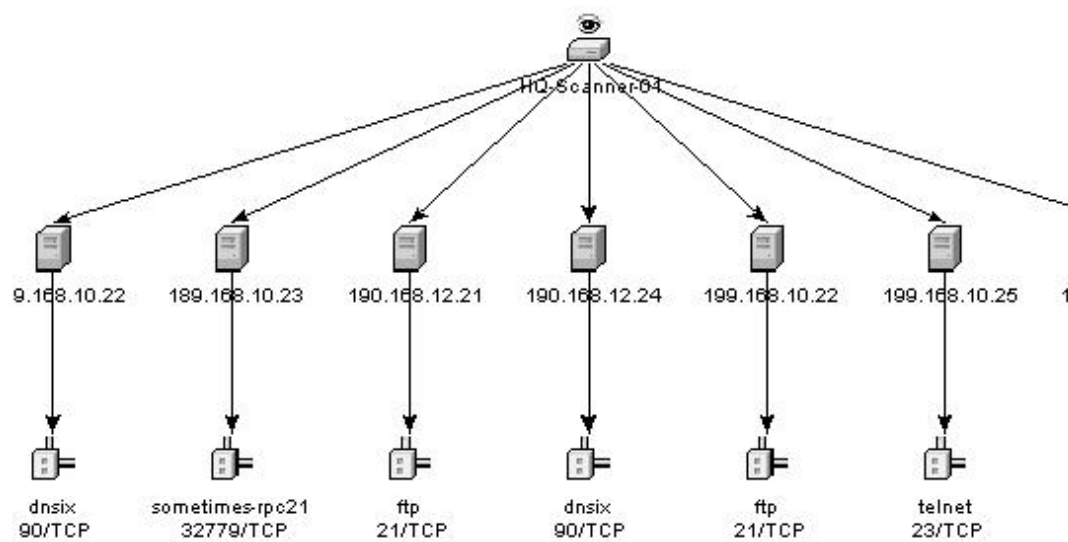 HQ-Scanner-01
9.168.10.22 189.168.10.23 190.168.12.21 190.168.12.24 199.168.10.22 199.168.10.25 1
dnsix sometimes-rpc21 ftp dnsix ftp telnet
90/TCP 32779/TCP 21/TCP 90/TCP 21/TCP 23/TCP